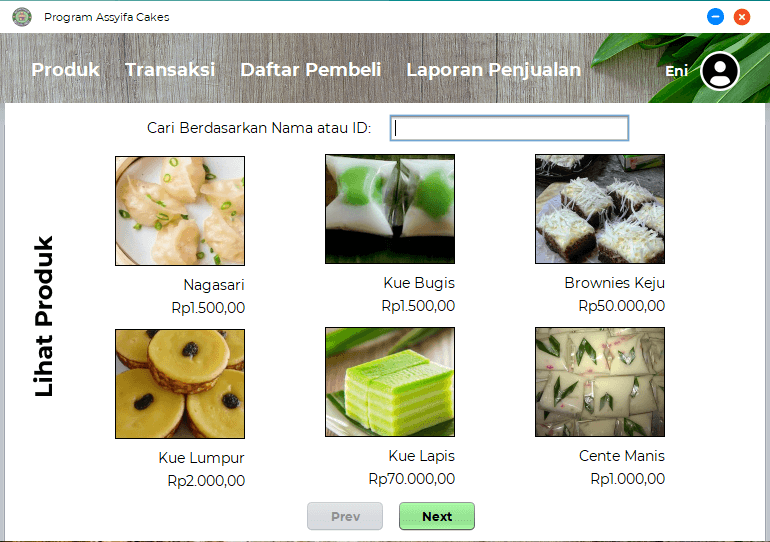 Program Assyifa Cakes
Produk Transaksi Daftar Pembeli Laporan Penjualan Eni
Cari Berdasarkan Nama atau ID:
Lihat Produk
Nagasari
Rp1.500,00
Kue Bugis
Rp1.500,00
Brownies Keju
Rp50.000,00
Kue Lumpur
Rp2.000,00
Kue Lapis
Rp70.000,00
Cente Manis
Rp1.000,00
Prev Next